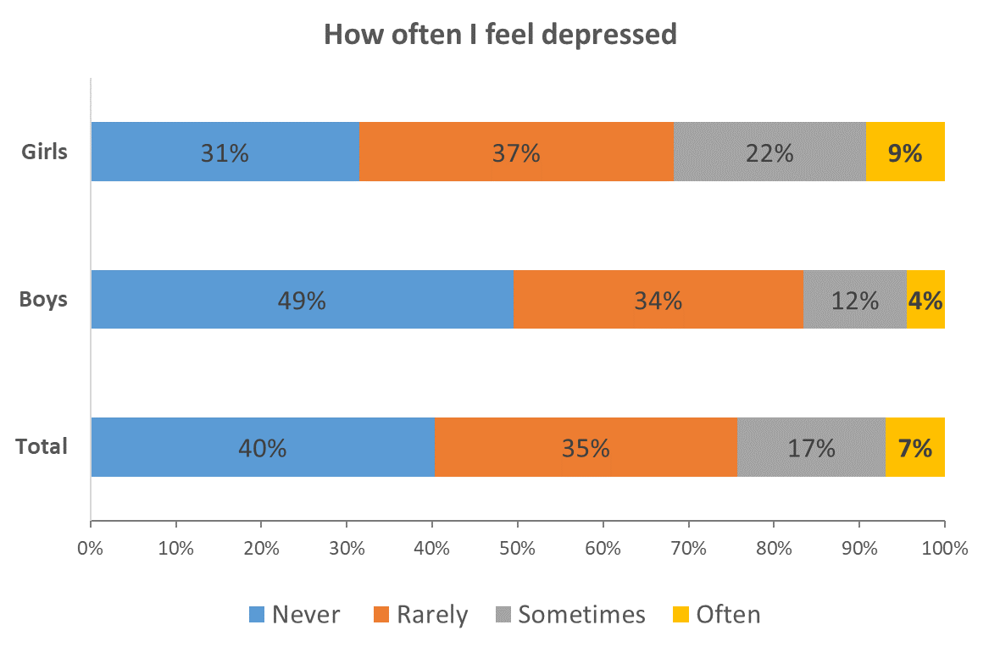 How often I feel depressed
Girls 31% 37% 22% 9%
Boys 49% 34% 12% 4%
Total 40% 35% 17% 7%
0% 10% 20% 30% 40% 50% 60% 70% 80% 90% 100%
Never Rarely Sometimes Often